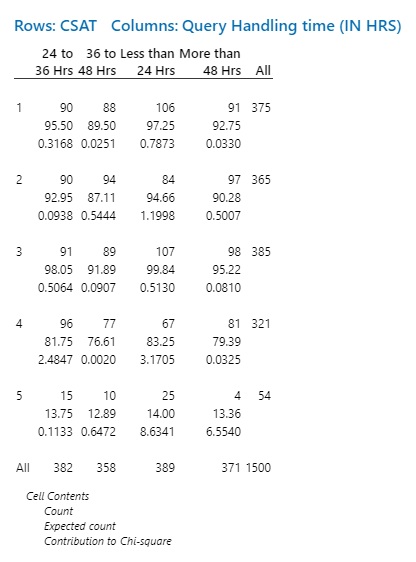 Rows: CSAT   Columns: Query Handling time (IN HRS)
24 to 36 to Less than More than
36 Hrs 48 Hrs 24 Hrs 48 Hrs All
1 90 88 106 91 375
95.50 89.50 97.25 92.75
0.3168 0.0251 0.7873 0.0330
2 90 94 84 97 365
92.95 87.11 94.66 90.28
0.0938 0.5444 1.1998 0.5007
3 91 89 107 98 385
98.05 91.89 99.84 95.22
0.5064 0.0907 0.5130 0.0810
4 96 77 67 81 321
81.75 76.61 83.25 79.39
2.4847 0.0020 3.1705 0.0325
5 15 10 25 4 54
13.75 12.89 14.00 13.36
0.1133 0.6472 8.6341 6.5540
All 382 358 389 371 1500
Cell Contents
Count
Expected count
Contribution to Chi-square